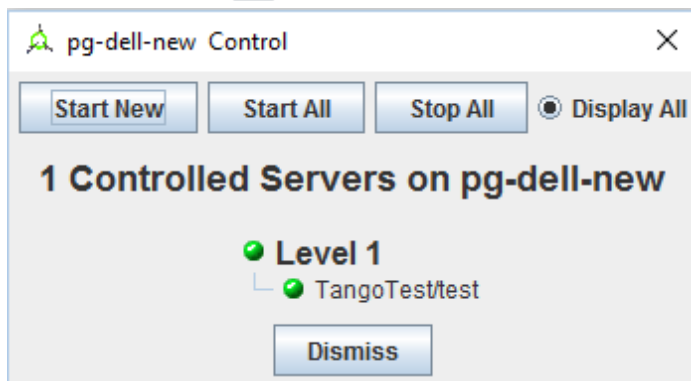 pg-dell-new Control
Start New Start All Stop All Display All
1 Controlled Servers on pg-dell-new
Level 1
TangoTest/test
Dismiss